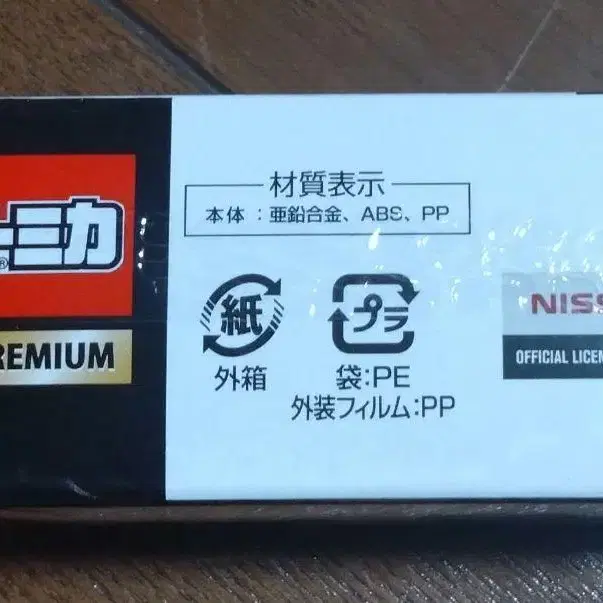 ーミカ
®
REMIUM
材質表示
本体：亜鉛合金、ABS、PP
紙
外箱
プラ
袋:PE
外装フィルム:PP
NISS
OFFICIAL LICEN